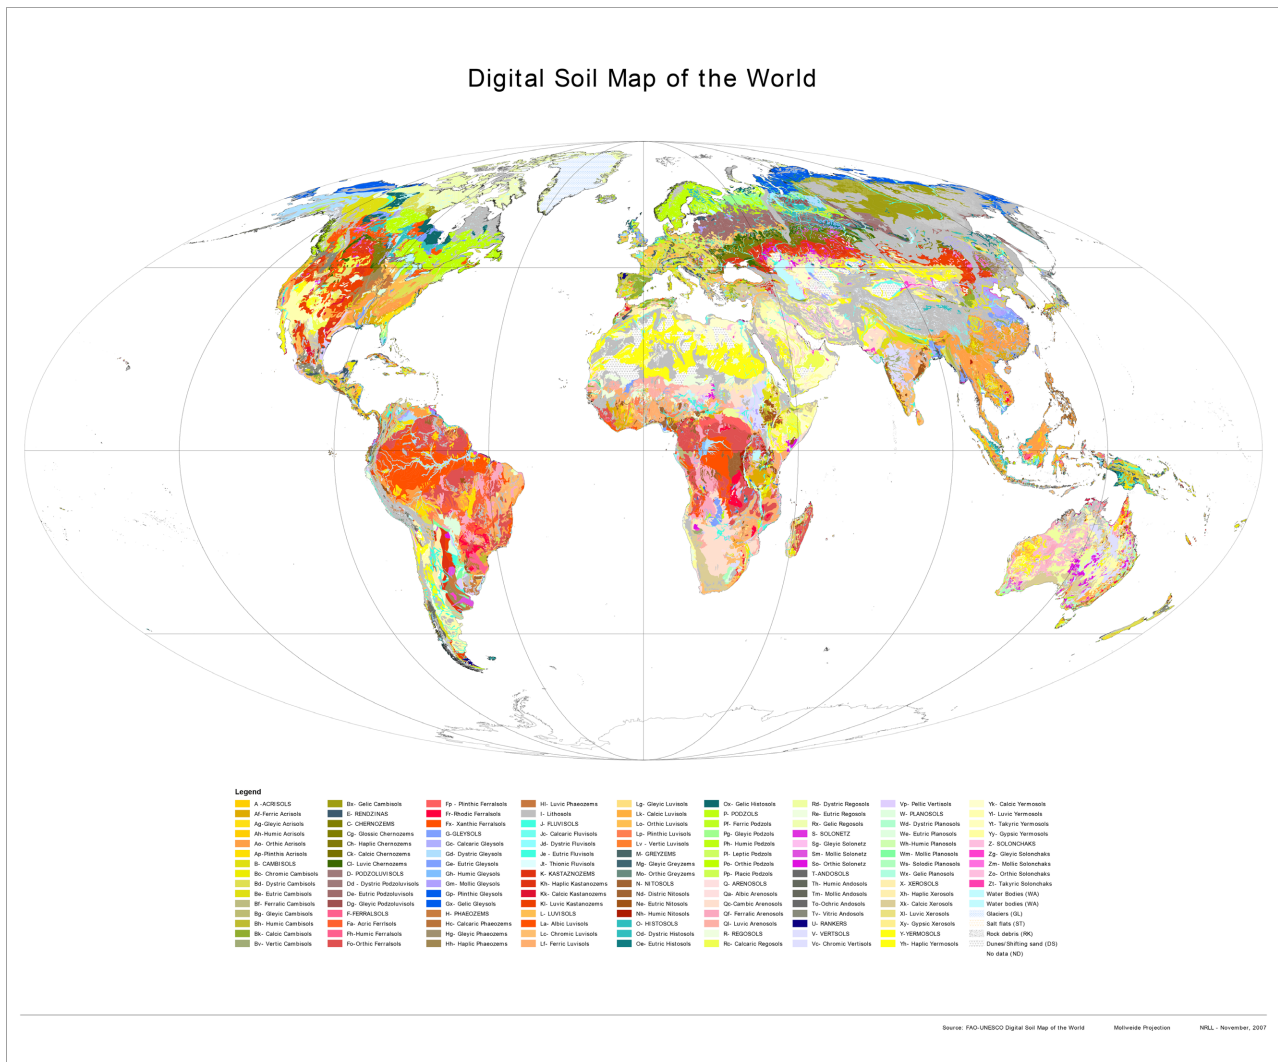 Digital Soil Map of the World
Legend
A -ACRISOLS
Af-Ferric Acrisols
Ag-Gleyic Acrisols
Ah-Humic Acrisols
Ao- Orthic Acrisols
Ap-Plinthis Acrisols
B- CAMBISOLS
Bc- Chromic Cambisols
Bd- Dystric Cambisols
Be- Eutric Cambisols
Bf- Ferralic Cambisols
Bg- Gleyic Cambisols
Bh- Humic Cambisols
Bk- Calcic Cambisols
Bv- Vertic Cambisols
Bx- Gelic Cambisols
E- RENDZINAS
C- CHERNOZEMS
Cg- Glossic Chernozems
Ch- Haplic Chernozems
Ck- Calcic Chernozems
CL- Luvic Chernozems
D- PODZOLUVISOLS
Dd - Dystric Podzoluvisols
De- Eutric Podzoluvisols
Dg- Gleyic Podzoluvisols
F-FERRALSOLS
Fa- Acric Ferrlsols
Fh-Humic Ferralsols
Fo-Orthic Ferralsols
Fp - Plinthic Ferralsols
Fr-Rhodic Ferralsols
Fx- Xanthic Ferralsols
G-GLEYSOLS
Gc- Calcareic Gleysols
Gd- Dystric Gleysols
Ge- Eutric Gleysols
Gh- Humic Gleysols
Gm- Mollic Gleysols
Gp- Plinthic Gleysols
Gx- Gelic Gleysols
H- PHAEOZEMS
Hc- Calcaric Phaeozems
Hg- Gleyic Phaeozems
Hh- Haplic Phaeozems
Hl- Luvic Phaeozems
I- Lithosols
J- FLUVISOLS
Jc- Calcaric Fluvisols
Jd- Dystric Fluvisols
Je - Eutric Fluvisols
Jt- Thionic Fluvisols
K- KASTAZNOZEMS
Kh- Haplic Kastanozems
Kk- Calcic Kastanozems
Kl- Luvic Kastanozems
L- LUVISOLS
La- Albic Luvisols
Lc- Chromic Luvisols
Lf- Ferric Luvisols
Lg- Gleyic Luvisols
Lk- Calcic Luvisols
Lo- Orthic Luvisols
Lp- Plinthic Luvisols
Lv - Vertic Luvisols
M- GREYZEMS
Mg- Gleyic Greyzems
Mo- Orthic Greyzems
N- NITOSOLS
Nd- Distric Nitosols
Ne- Eutric Nitosols
Nh- Humic Nitosols
O- HISTOSOLS
Od- Dystric Histosols
Oe- Eutric Histosols
Ox- Gelic Histosols
P- PODZOLS
Pf- Ferric Podzols
Pg- Gleyic Podzols
Ph- Humic Podzols
Pl- Leptic Podzols
Po- Orthic Podzols
Pp- Placic Podzols
Q- ARENOSOLS
Qa- Albic Arenosols
Qc-Cambic Arenosols
Qf- Ferralic Arenosols
Ql- Luvic Arenosols
R- REGOSOLS
Rc- Calcaric Regosols
Rd- Dystric Regosols
Re- Eutric Regosols
Rx- Gelic Regosols
S- SOLONETZ
Sg- Gleyic Solonetz
Sm- Mollic Solonetz
So- Orthic Solonetz
T-ANDOSOLS
Th- Humic Andosols
Tm- Mollic Andosols
To-Ochric Andosols
Tv- Vitric Andosols
U- RANKERS
V- VERTISOLS
Vc- Chromic Vertisols
Vp- Pellic Vertisols
W- PLANOSOLS
Wd- Dystric Planosols
We- Eutric Planosols
Wh-Humic Planosols
Wm- Mollic Planosols
Ws- Solodic Planosols
Wx- Gelic Planosols
X- XEROSOLS
Xh- Haplic Xerosols
Xk- Calcic Xerosols
Xl- Luvic Xerosols
Xy- Gypsic Xerosols
Y-YERMOSOLS
Yh- Haplic Yermosols
Yk- Calcic Yermosols
Yl- Luvic Yermosols
Yt- Takyric Yermosols
Yy- Gypsic Yermosols
Z- SOLONCHAKS
Zg- Gleyic Solonchaks
Zm- Mollic Solonchaks
Zo- Orthic Solonchaks
Zt- Takyric Solonchaks
Water Bodies (WA)
Water bodies (WA)
Glaciers (GL)
Salt flats (ST)
Rock debris (RK)
Dunes/Shifting sand (DS)
No data (ND)
Source: FAO-UNESCO Digital Soil Map of the World
Mollweide Projection
NRLL - November, 2007